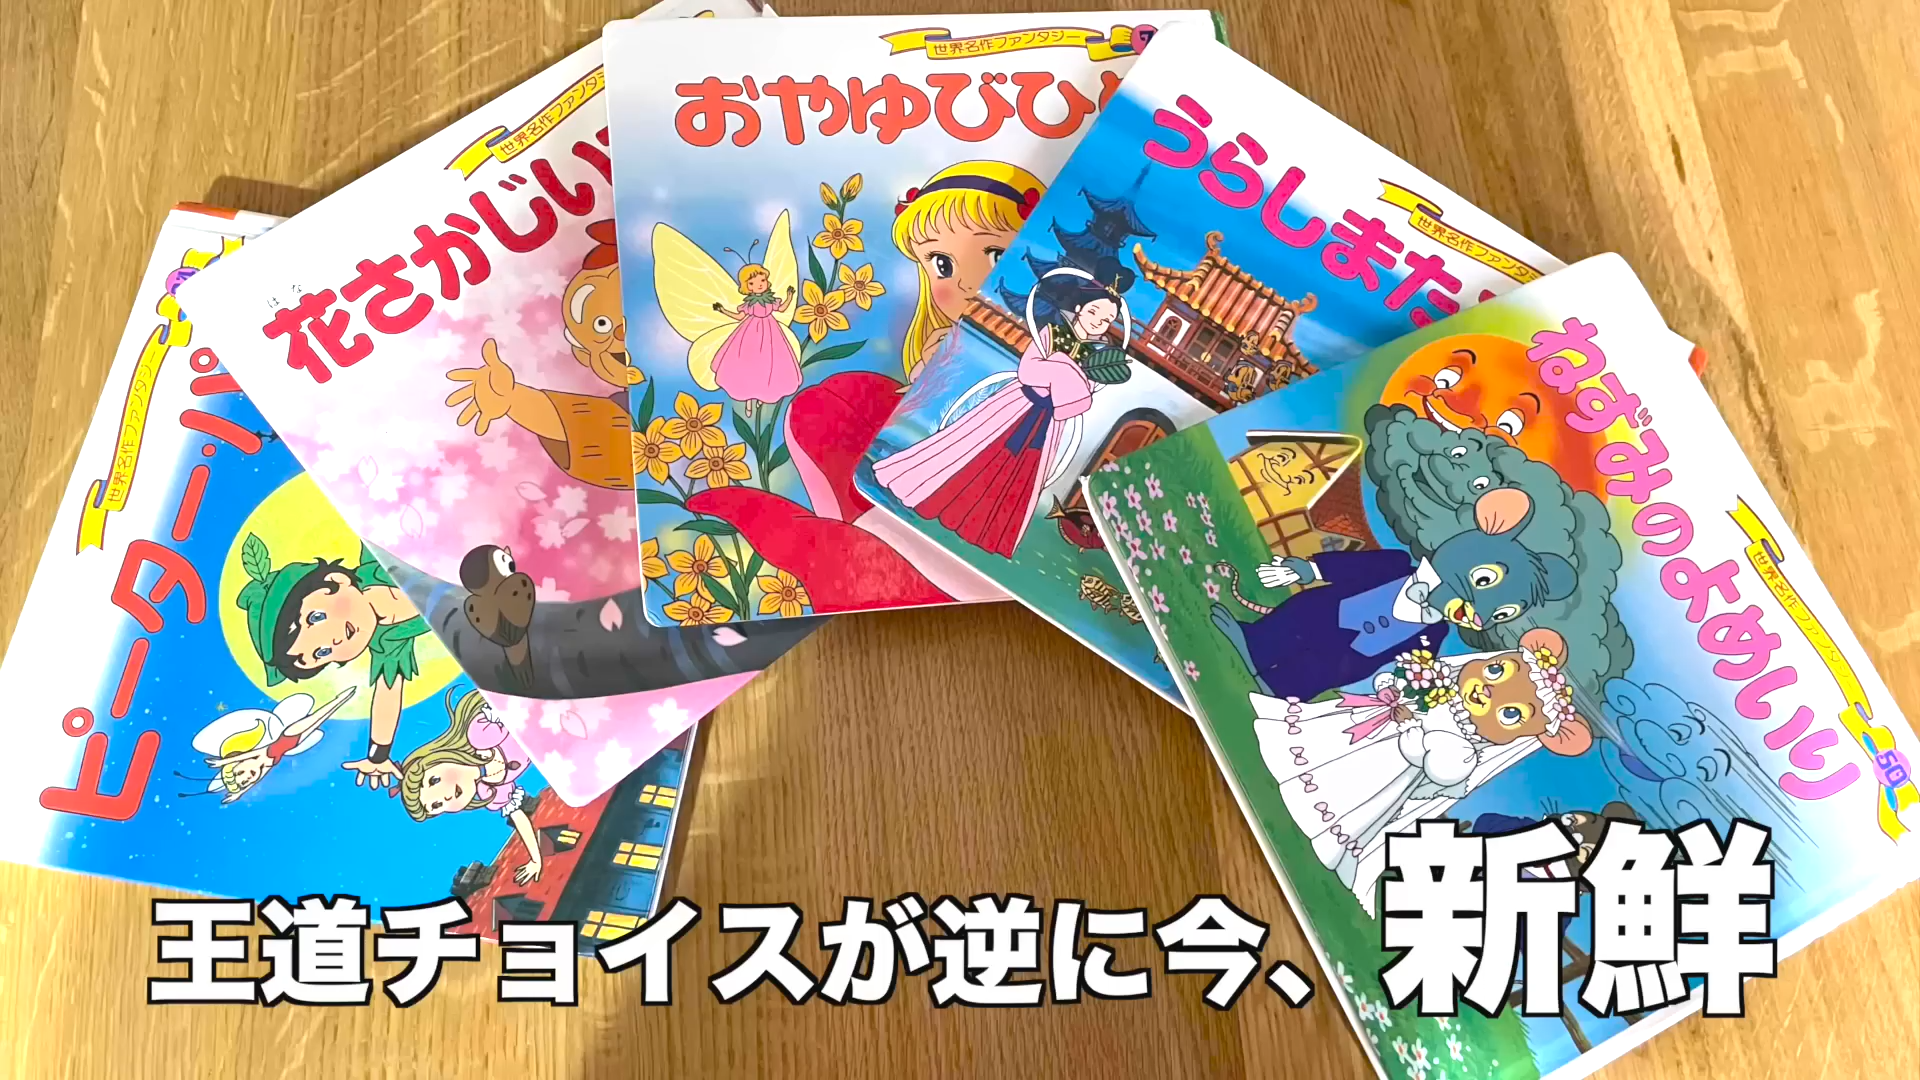 世界名作ファンタジー
ピーター・パ
世界名作ファンタジ
花さかじい
はな
世界名作ファンタジー
おやゆびひ
世界名作ファンタジ
うらしまた
世界名作ファンタジー
50
ねずみのよめいり
王道チョイスが逆に今、新鮮